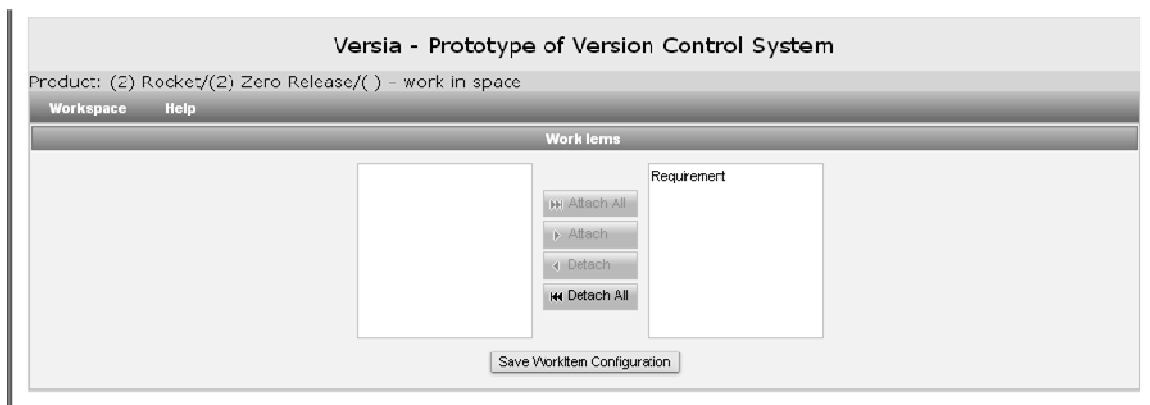 Versia - Prototype of Version Control System
Product: (2) Rocket/(2) Zero Release/( ) - work in space
Workspace Help
Work Iems
Requirement
Attach All
Attach
Detach
Detach All
Save WorkItem Configuration